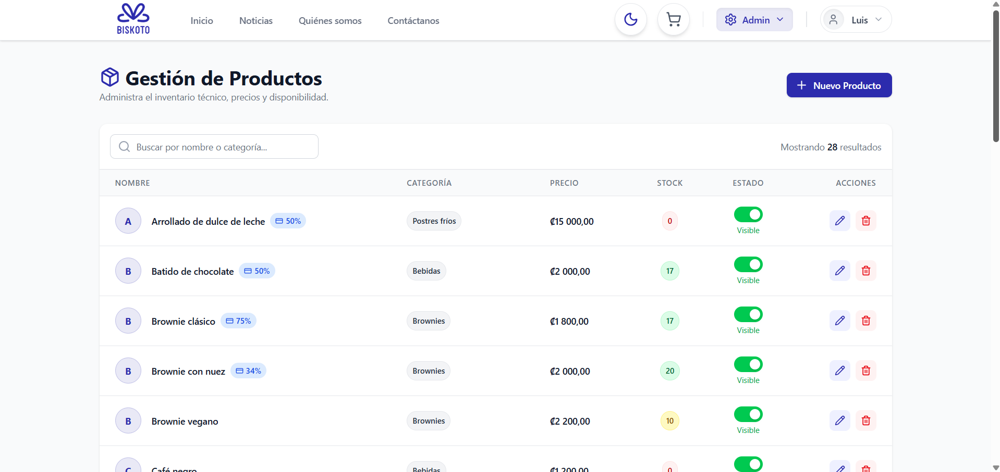 BISKOTO
Inicio Noticias Quiénes somos Contáctanos Admin Luis
Gestión de Productos
Administra el inventario técnico, precios y disponibilidad.
Nuevo Producto
Buscar por nombre o categoría...
Mostrando 28 resultados
NOMBRE CATEGORÍA PRECIO STOCK ESTADO ACCIONES
A Arrollado de dulce de leche 50% Postres fríos ₡15 000,00 0 Visible
B Batido de chocolate 50% Bebidas ₡2 000,00 17 Visible
B Brownie clásico 75% Brownies ₡1 800,00 17 Visible
B Brownie con nuez 34% Brownies ₡2 000,00 20 Visible
B Brownie vegano Brownies ₡2 200,00 10 Visible
C Café negro Bebidas ₡1 200,00 0